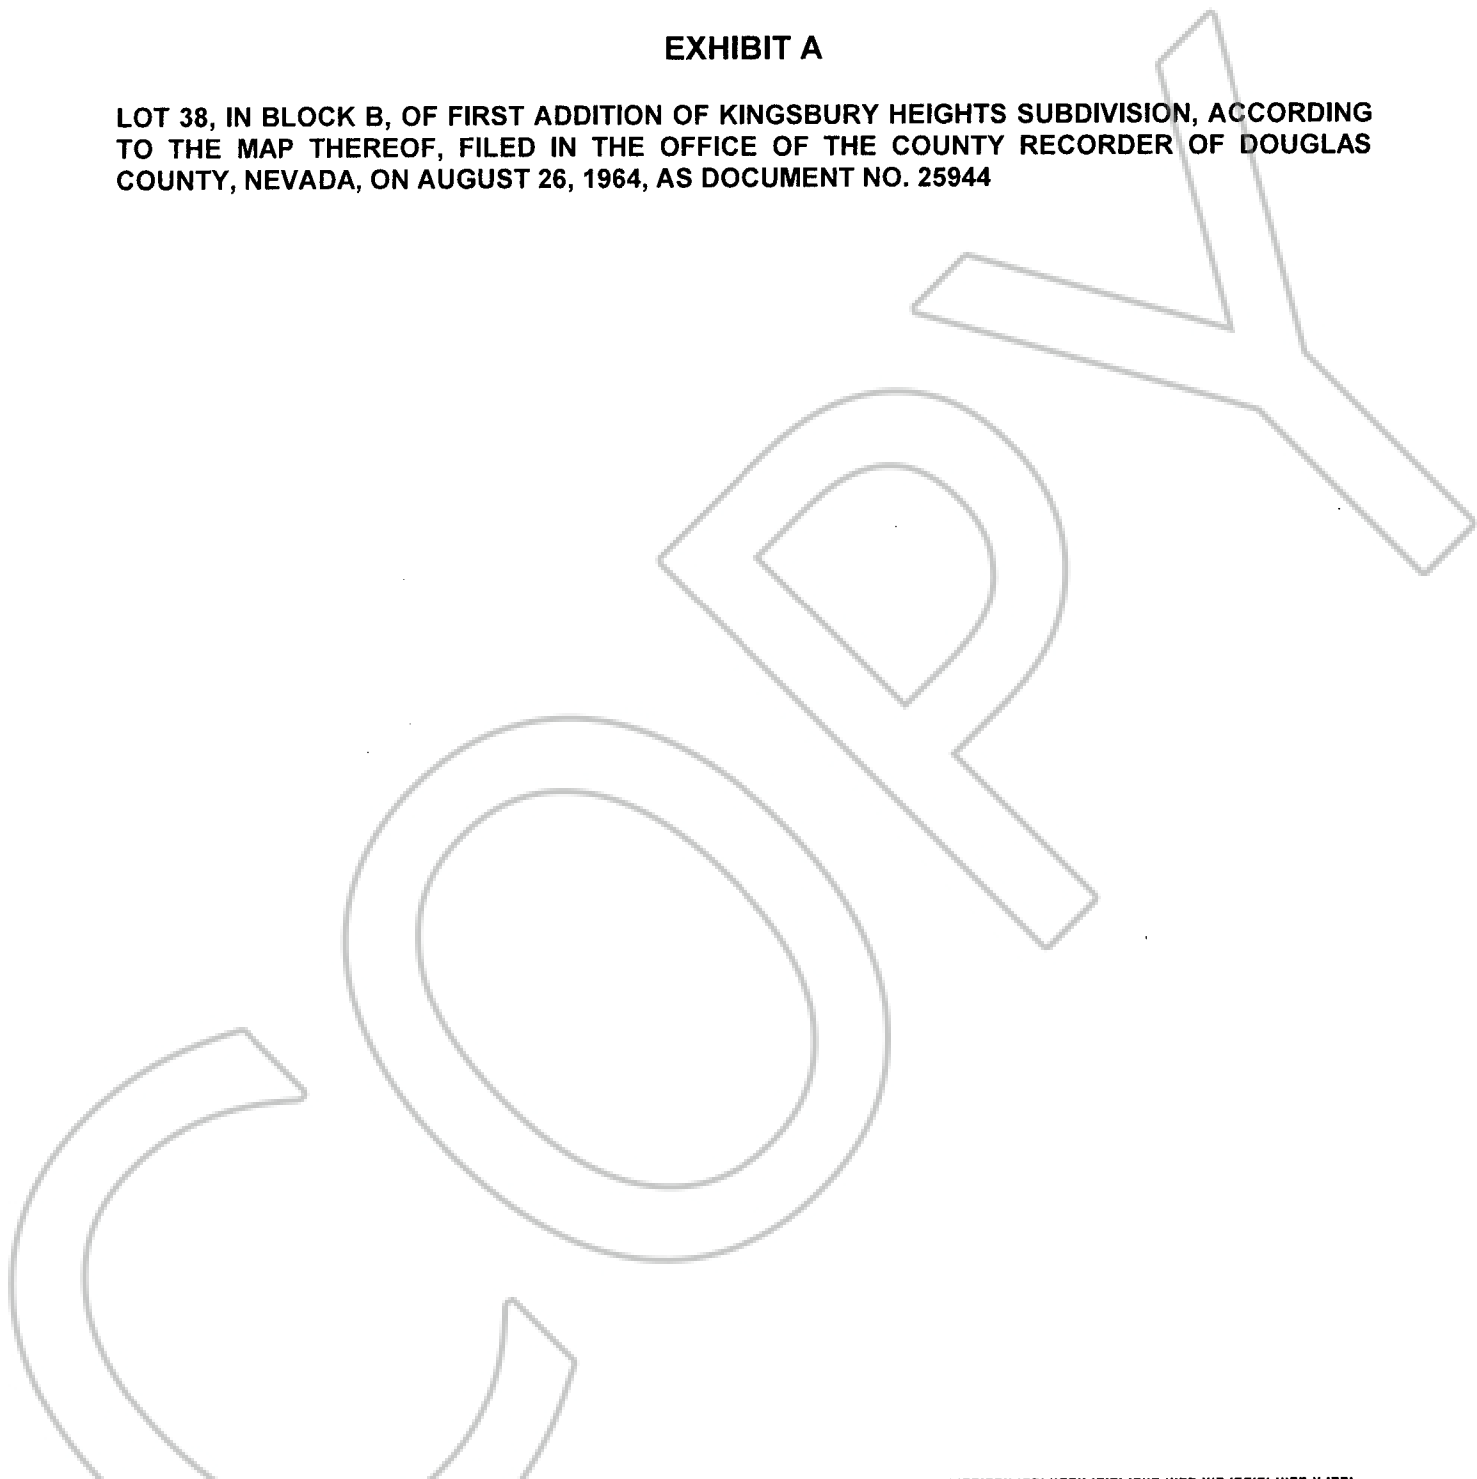 EXHIBIT A
LOT 38, IN BLOCK B, OF FIRST ADDITION OF KINGSBURY HEIGHTS SUBDIVISION, ACCORDING
TO THE MAP THEREOF, FILED IN THE OFFICE OF THE COUNTY RECORDER OF DOUGLAS
COUNTY, NEVADA, ON AUGUST 26, 1964, AS DOCUMENT NO. 25944
COPY